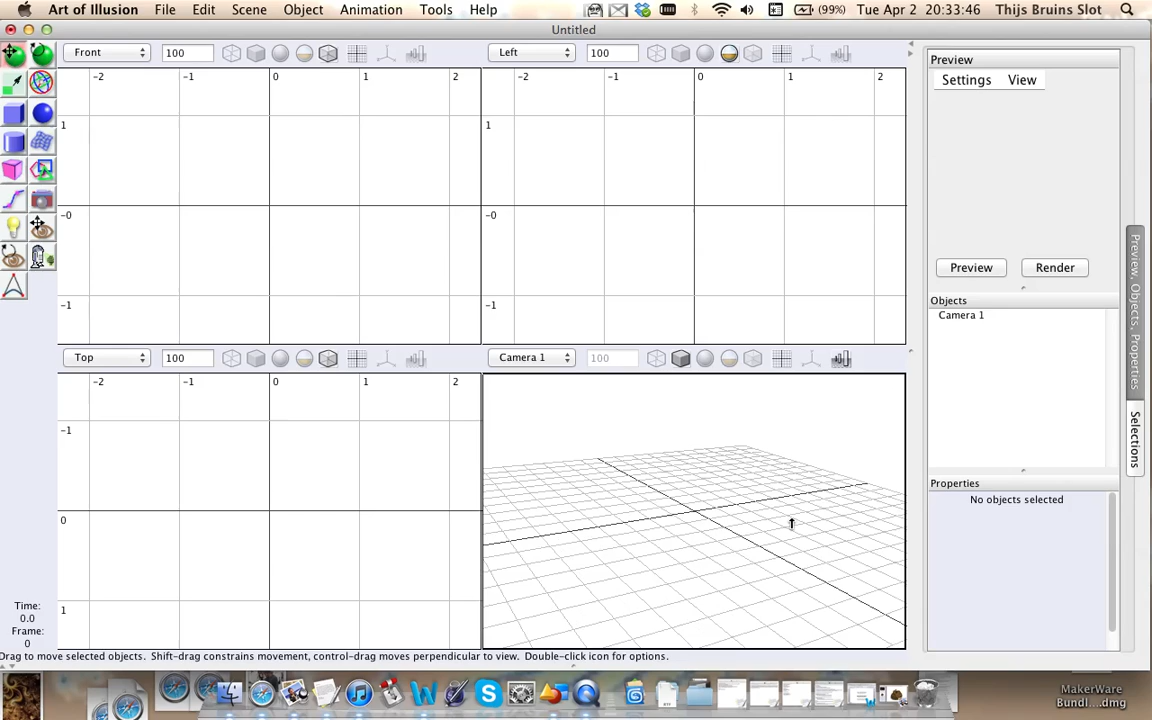 Art of Illusion File Edit Scene Object Animation Tools Help (99%) Tue Apr 2 20:33:46 Thijs Bruins Slot
Untitled
Front 100 Left 100
-2 -1 0 1 2
1
-0
-1
-2 -1 0 1 2
1
-0
-1
Top 100 Camera 1 100
-2 -1 0 1 2
-1
0
1
Preview
Settings View
Preview Render
Objects
Camera 1
Properties
No objects selected
Preview, Objects, Properties
Selections
Time:
0.0
Frame:
0
Drag to move selected objects. Shift-drag constrains movement, control-drag moves perpendicular to view. Double-click icon for options.
MakerWare
Bundl....dmg